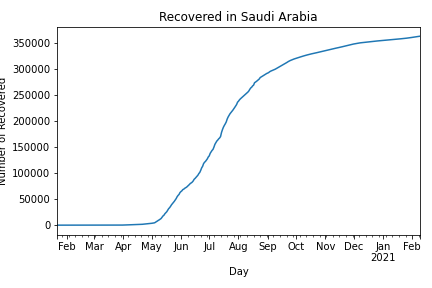 Recovered in Saudi Arabia
Number of Recovered
350000
300000
250000
200000
150000
100000
50000
0
Feb Mar Apr May Jun Jul Aug Sep Oct Nov Dec Jan Feb
2021
Day